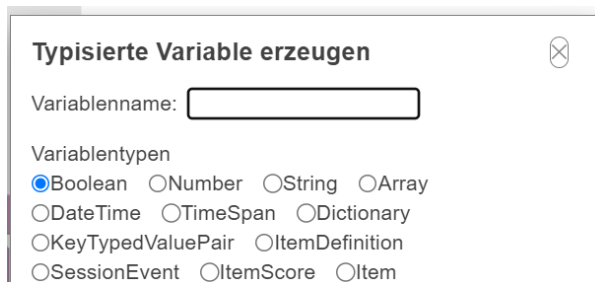 Typisierte Variable erzeugen
Variablenname:
Variablentypen
Boolean Number String Array
DateTime TimeSpan Dictionary
KeyTypedValuePair ItemDefinition
SessionEvent ItemScore Item